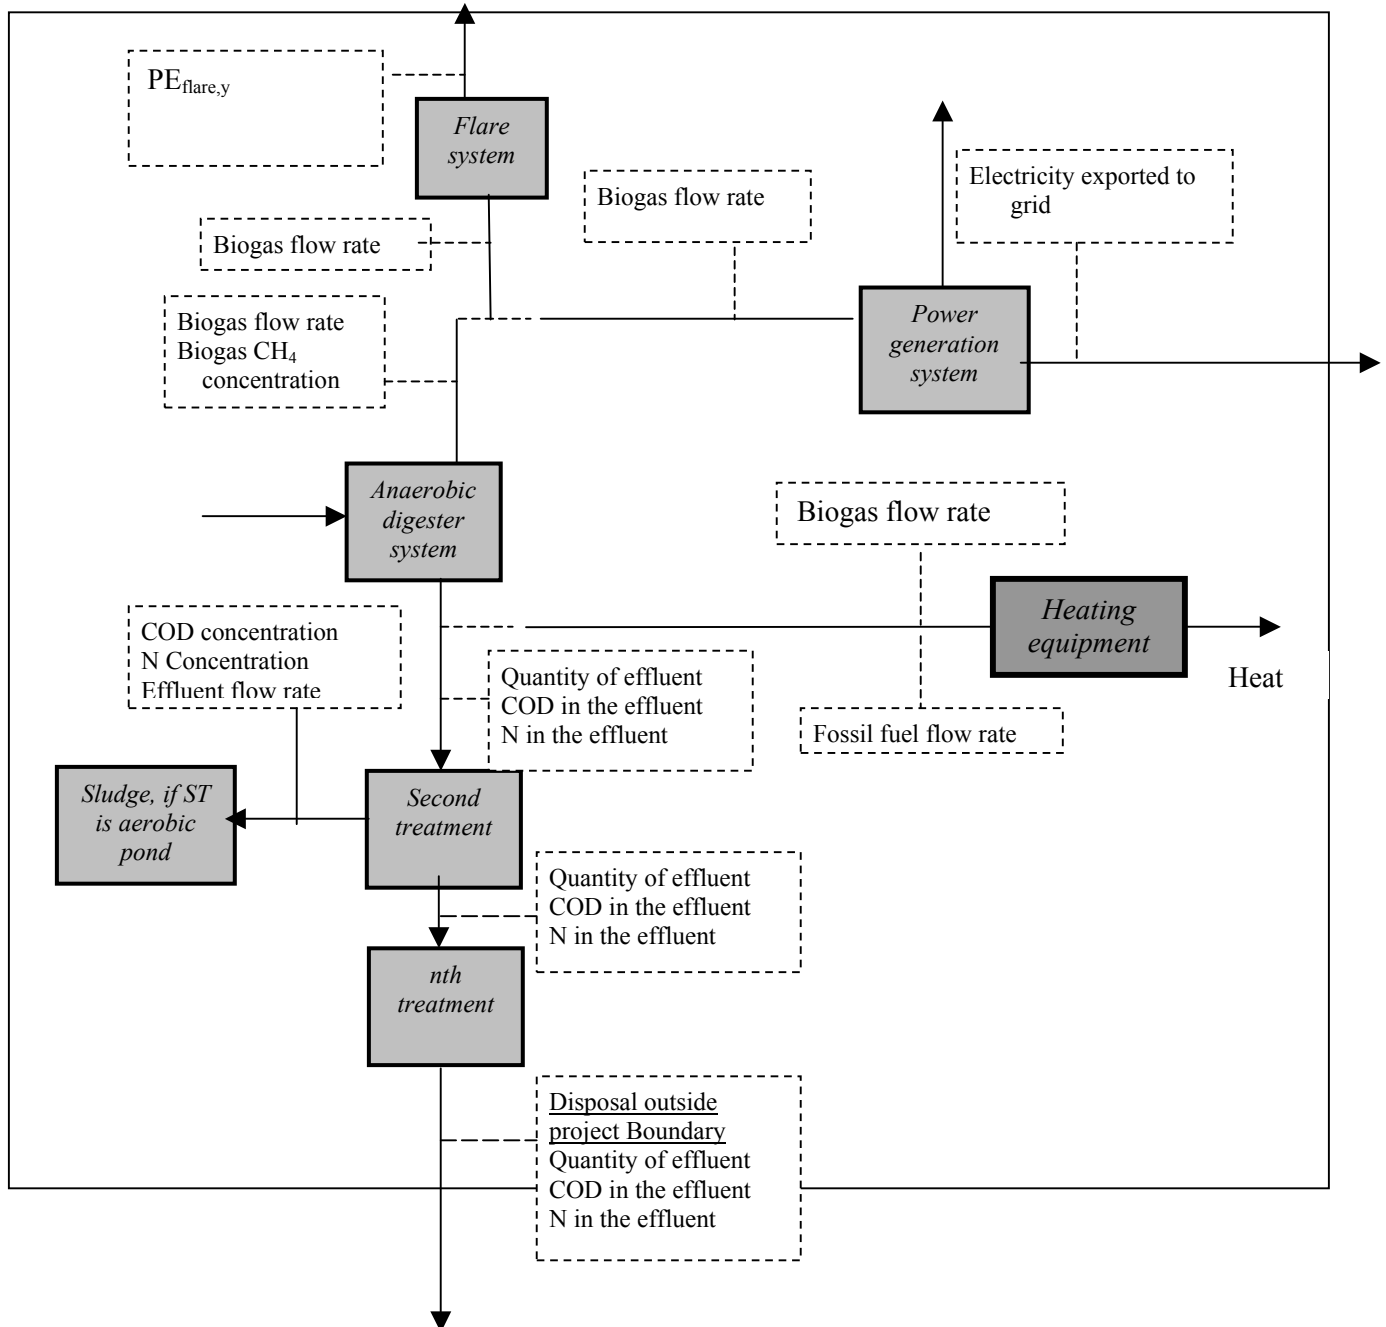 PEflare,y
Flare
system
Biogas flow rate
Electricity exported to
grid
Biogas flow rate
Biogas flow rate
Biogas CH4
concentration
Power
generation
system
Anaerobic
digester
system
Biogas flow rate
Heating
equipment
Heat
COD concentration
N Concentration
Effluent flow rate
Quantity of effluent
COD in the effluent
N in the effluent
Fossil fuel flow rate
Sludge, if ST
is aerobic
pond
Second
treatment
Quantity of effluent
COD in the effluent
N in the effluent
nth
treatment
Disposal outside
project Boundary
Quantity of effluent
COD in the effluent
N in the effluent